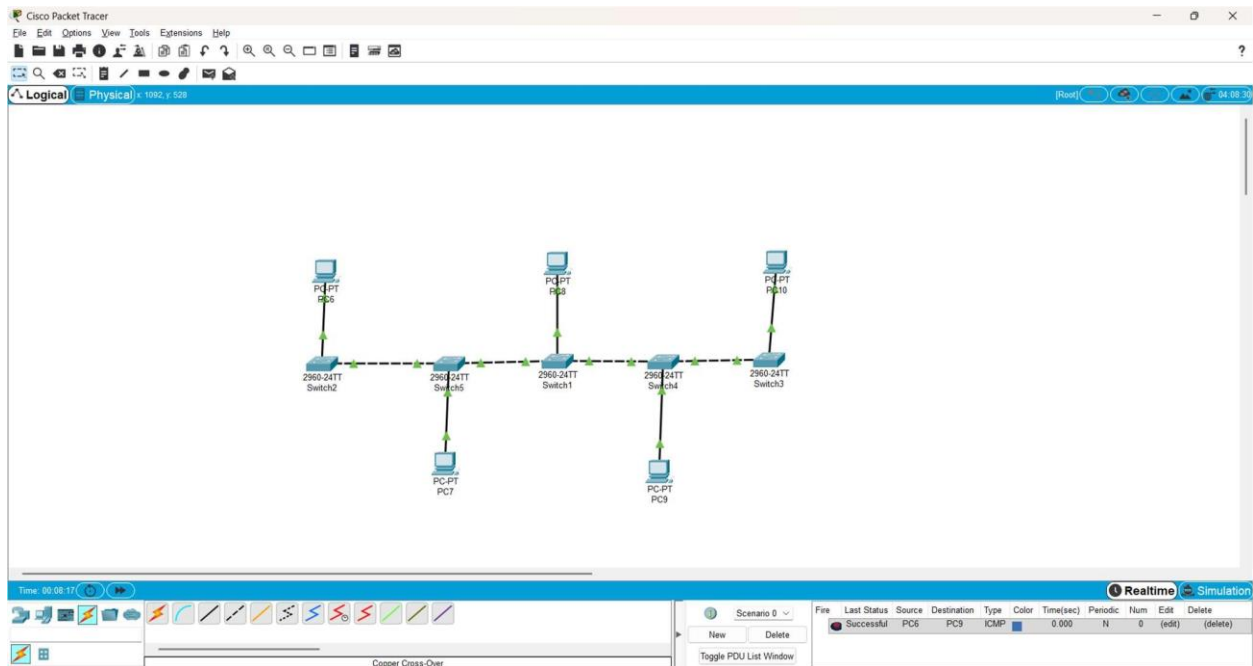 Cisco Packet Tracer
File Edit Options View Tools Extensions Help
?
Logical Physical x: 1092, y: 528 [Root] 04:08:30
PC-PT
PC6
PC-PT
PC8
PC-PT
PC10
2960-24TT
Switch2
2960-24TT
Switch5
2960-24TT
Switch1
2960-24TT
Switch4
2960-24TT
Switch3
PC-PT
PC7
PC-PT
PC9
Time: 00:08:17 Realtime Simulation
Scenario 0 Fire Last Status Source Destination Type Color Time(sec) Periodic Num Edit Delete
Successful PC6 PC9 ICMP 0.000 N 0 (edit) (delete)
New Delete
Toggle PDU List Window
Copper Cross-Over